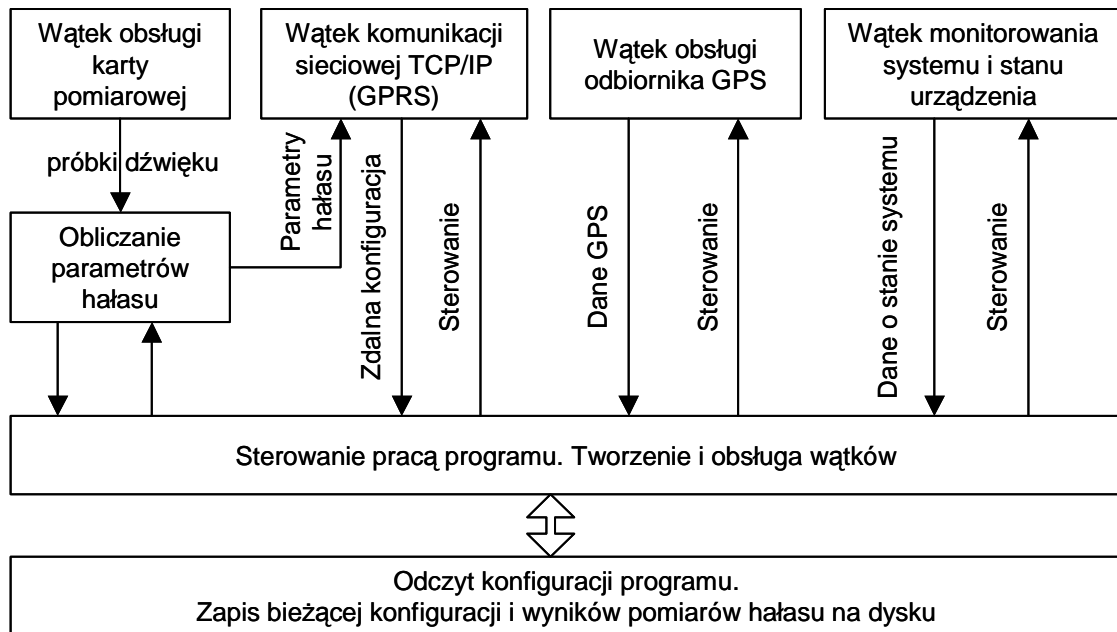 Wątek obsługi
karty
pomiarowej
Wątek komunikacji
sieciowej TCP/IP
(GPRS)
Wątek obsługi
odbiornika GPS
Wątek monitorowania
systemu i stanu
urządzenia
próbki dźwięku
Obliczanie
parametrów
hałasu
Parametry
hałasu
Zdalna konfiguracja
Sterowanie
Dane GPS
Sterowanie
Dane o stanie systemu
Sterowanie
Sterowanie pracą programu. Tworzenie i obsługa wątków
Odczyt konfiguracji programu.
Zapis bieżącej konfiguracji i wyników pomiarów hałasu na dysku